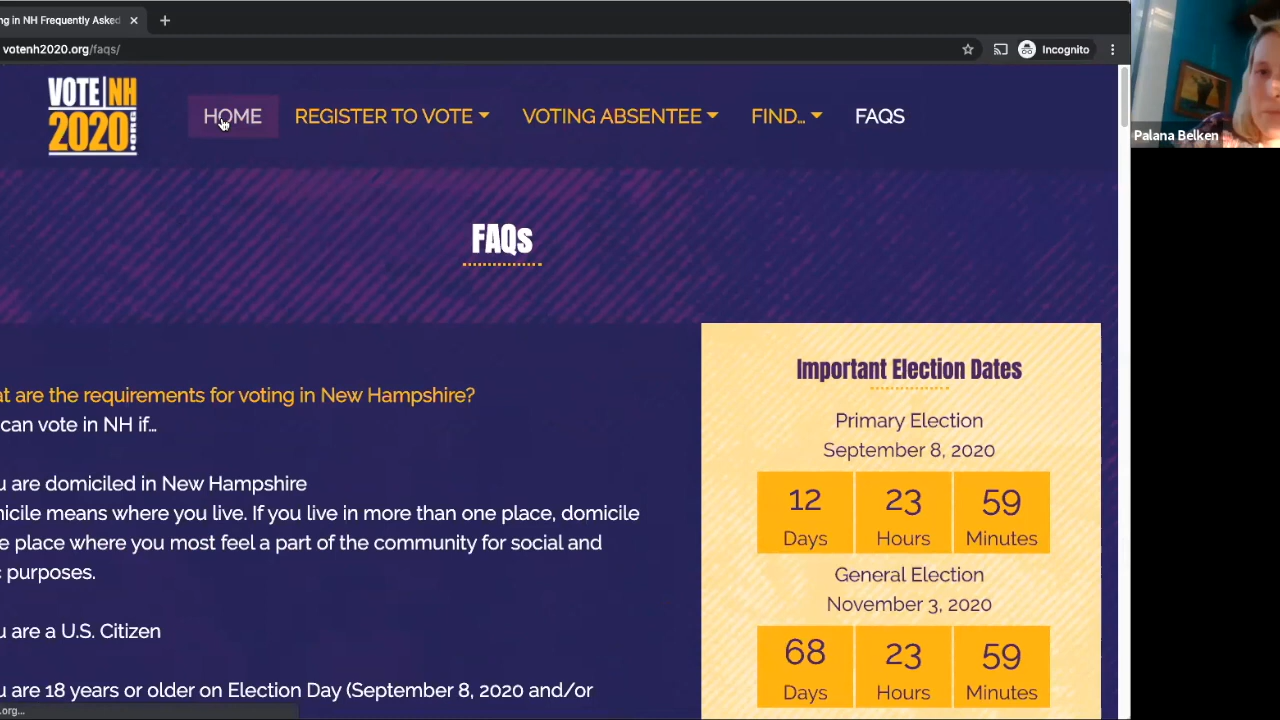 ng in NH Frequently Asked
votenh2020.org/faqs/
Incognito
VOTE NH
2020.ORG
HOME
REGISTER TO VOTE
VOTING ABSENTEE
FIND...
FAQS
Palana Belken
FAQs
at are the requirements for voting in New Hampshire?
can vote in NH if...
u are domiciled in New Hampshire
nicile means where you live. If you live in more than one place, domicile
e place where you most feel a part of the community for social and
c purposes.
u are a U.S. Citizen
u are 18 years or older on Election Day (September 8, 2020 and/or
.org...
Important Election Dates
Primary Election
September 8, 2020
12 23 59
Days Hours Minutes
General Election
November 3, 2020
68 23 59
Days Hours Minutes